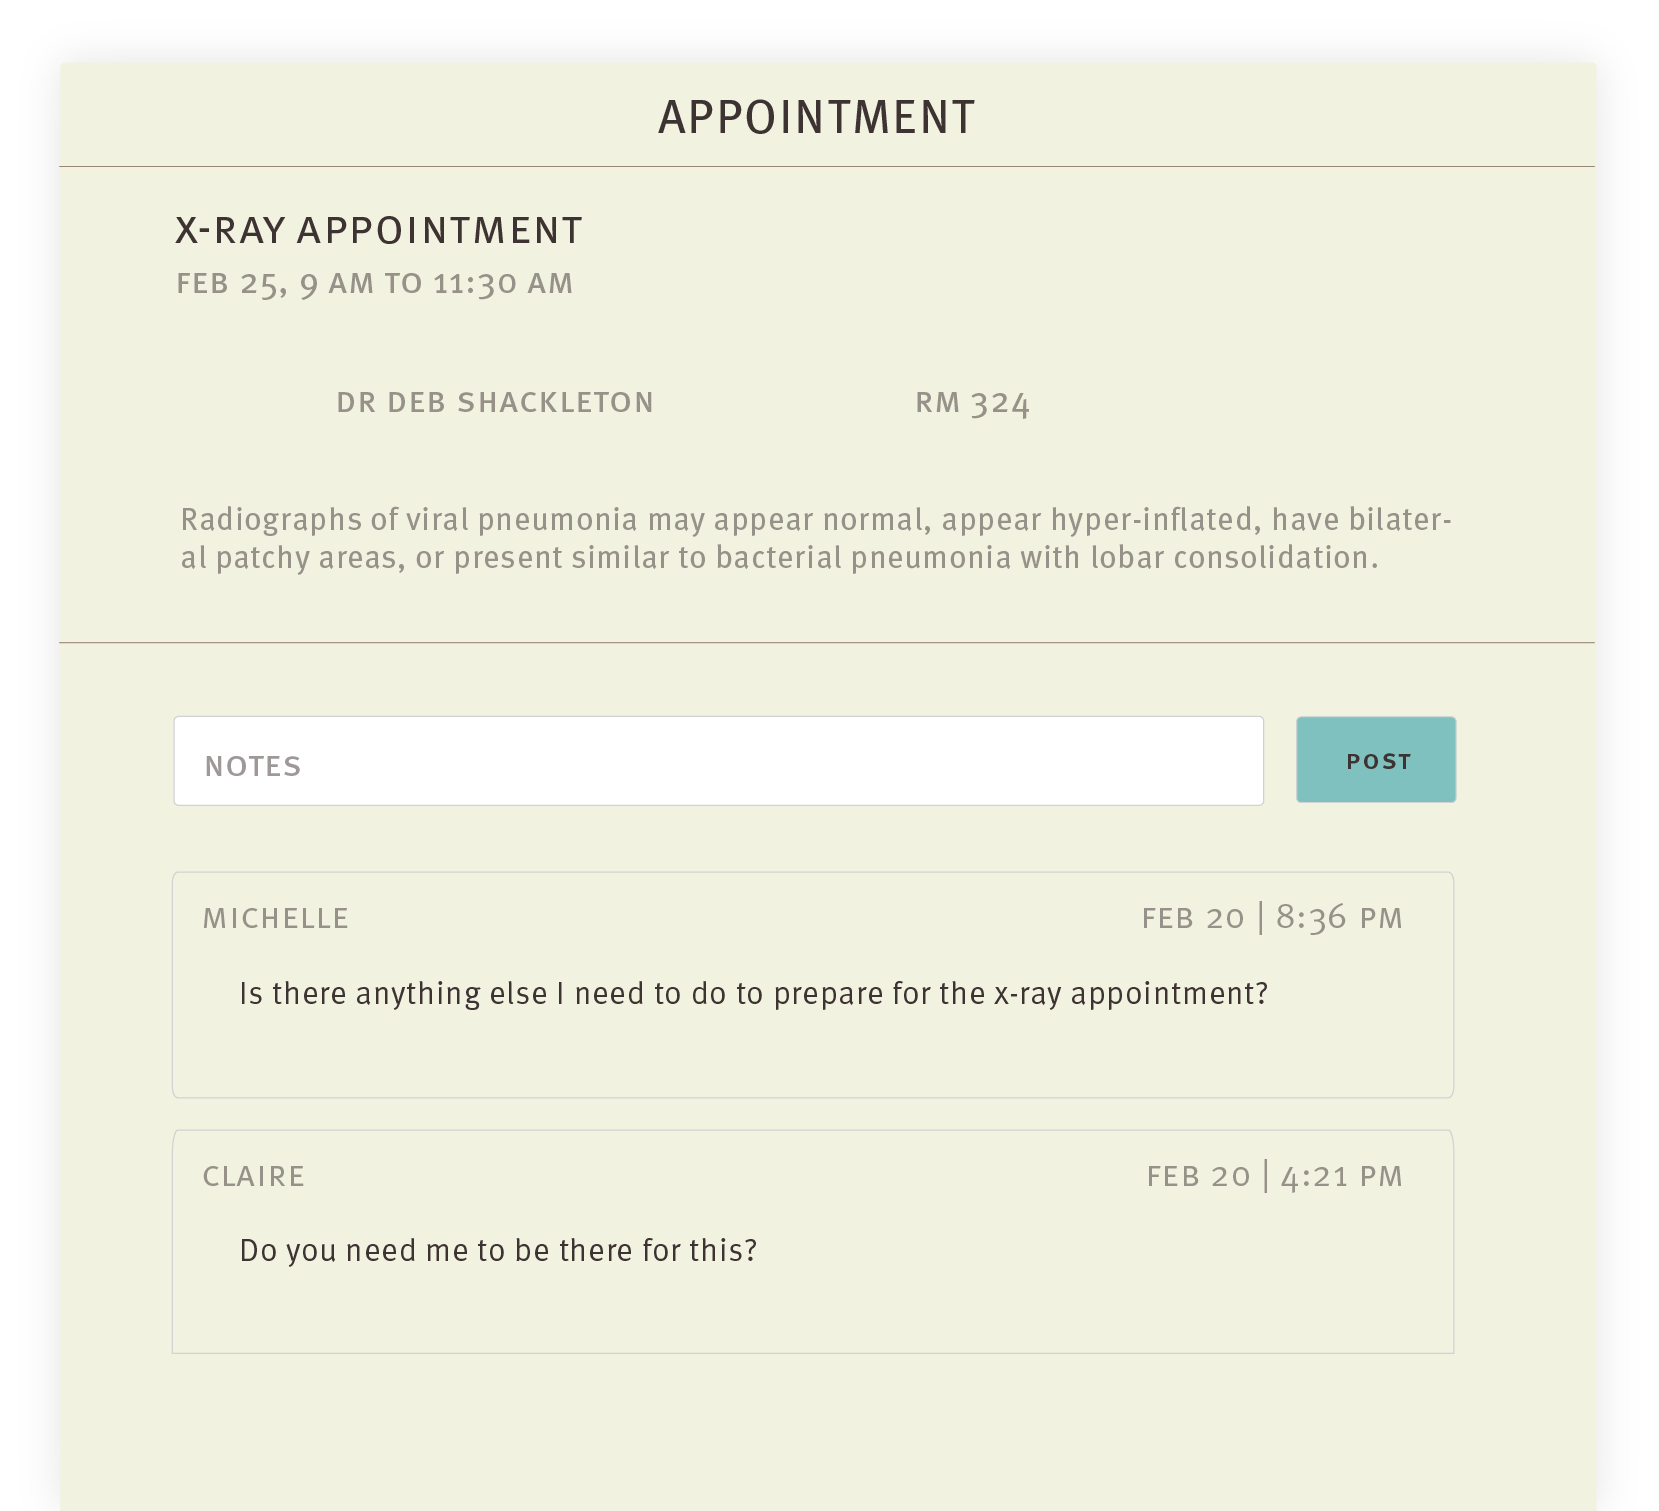 APPOINTMENT
X-RAY APPOINTMENT
FEB 25, 9 AM TO 11:30 AM
DR DEB SHACKLETON RM 324
Radiographs of viral pneumonia may appear normal, appear hyper-inflated, have bilater-
al patchy areas, or present similar to bacterial pneumonia with lobar consolidation.
NOTES POST
MICHELLE FEB 20 | 8:36 PM
Is there anything else I need to do to prepare for the x-ray appointment?
CLAIRE FEB 20 | 4:21 PM
Do you need me to be there for this?